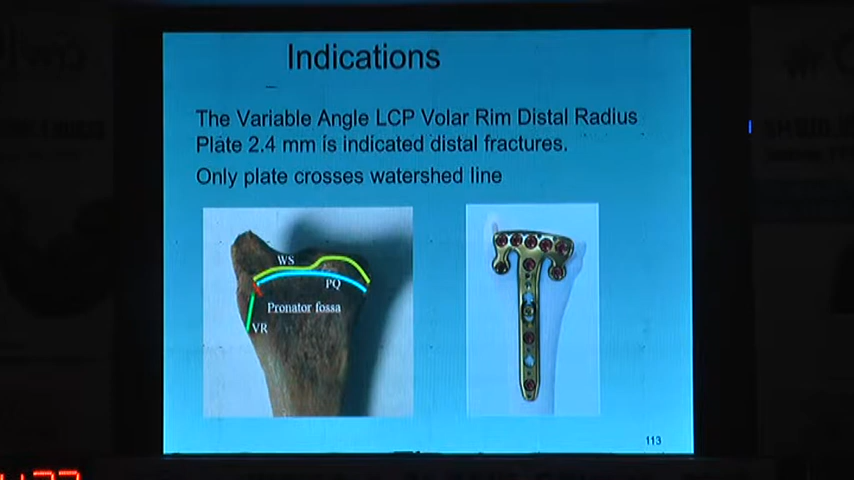 Indications
The Variable Angle LCP Volar Rim Distal Radius
Plate 2.4 mm is indicated distal fractures.
Only plate crosses watershed line
WS
PQ
Pronator fossa
VR
113